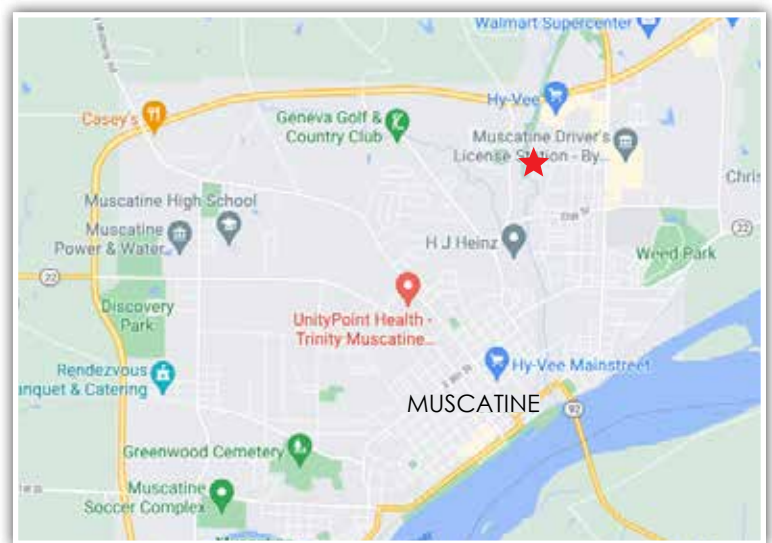 Walmart Supercenter
Hy-Vee
Casey's
Geneva Golf &
Country Club
Muscatine Driver's
License Station - By...
Chris
Muscatine High School
Muscatine
Power & Water
H J Heinz
22
Weed Park
22
Discovery
Park
UnityPoint Health -
Trinity Muscatine...
Rendezvous
anquet & Catering
Hy-Vee Mainstreet
MUSCATINE
92
Greenwood Cemetery
Muscatine
Soccer Complex